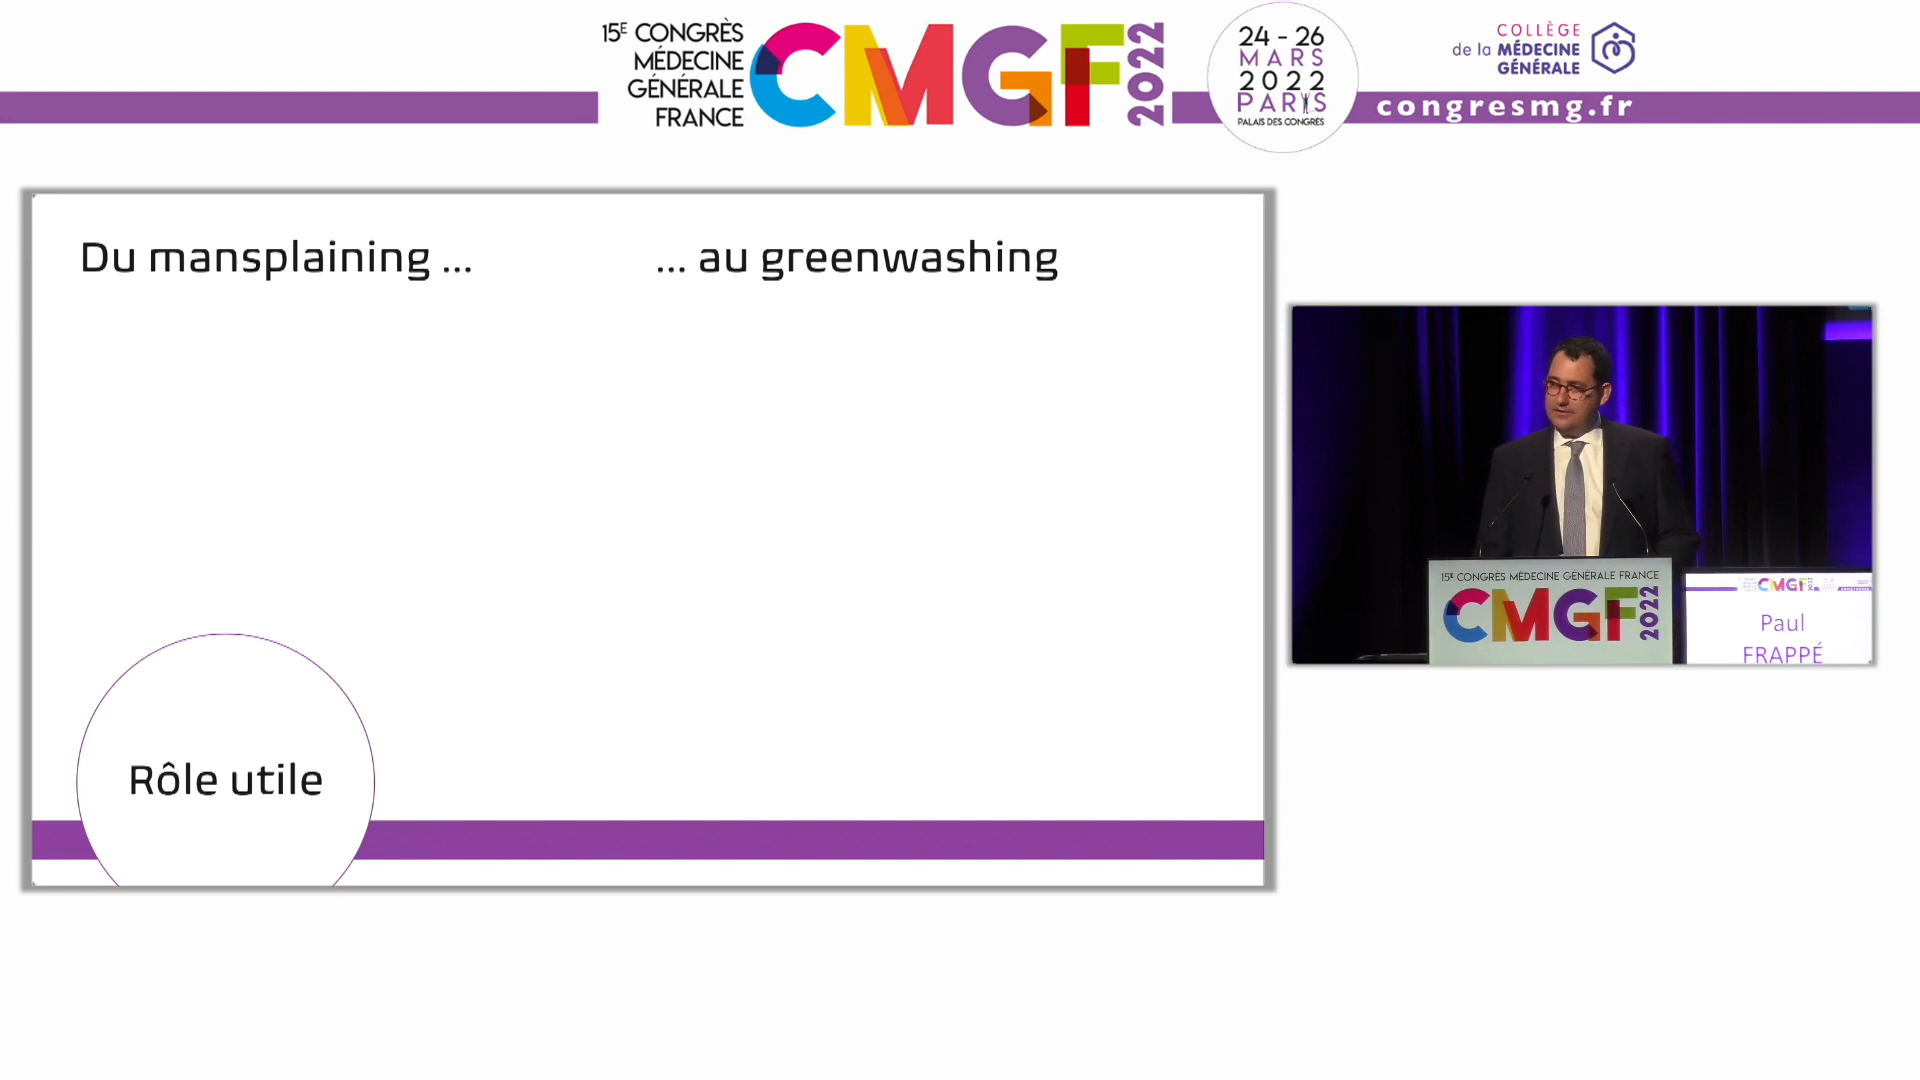 15E CONGRÈS
MÉDECINE
GÉNÉRALE
FRANCE
CMGF
2022
24 - 26
MARS
2022
PARIS
PALAIS DES CONGRÈS
COLLÈGE
de la MÉDECINE
GÉNÉRALE
congresmg.fr
Du mansplaining ...
... au greenwashing
Rôle utile
15E CONGRÈS MÉDECINE GÉNÉRALE FRANCE
CMGF
2022
CMGF
Paul
FRAPPÉ